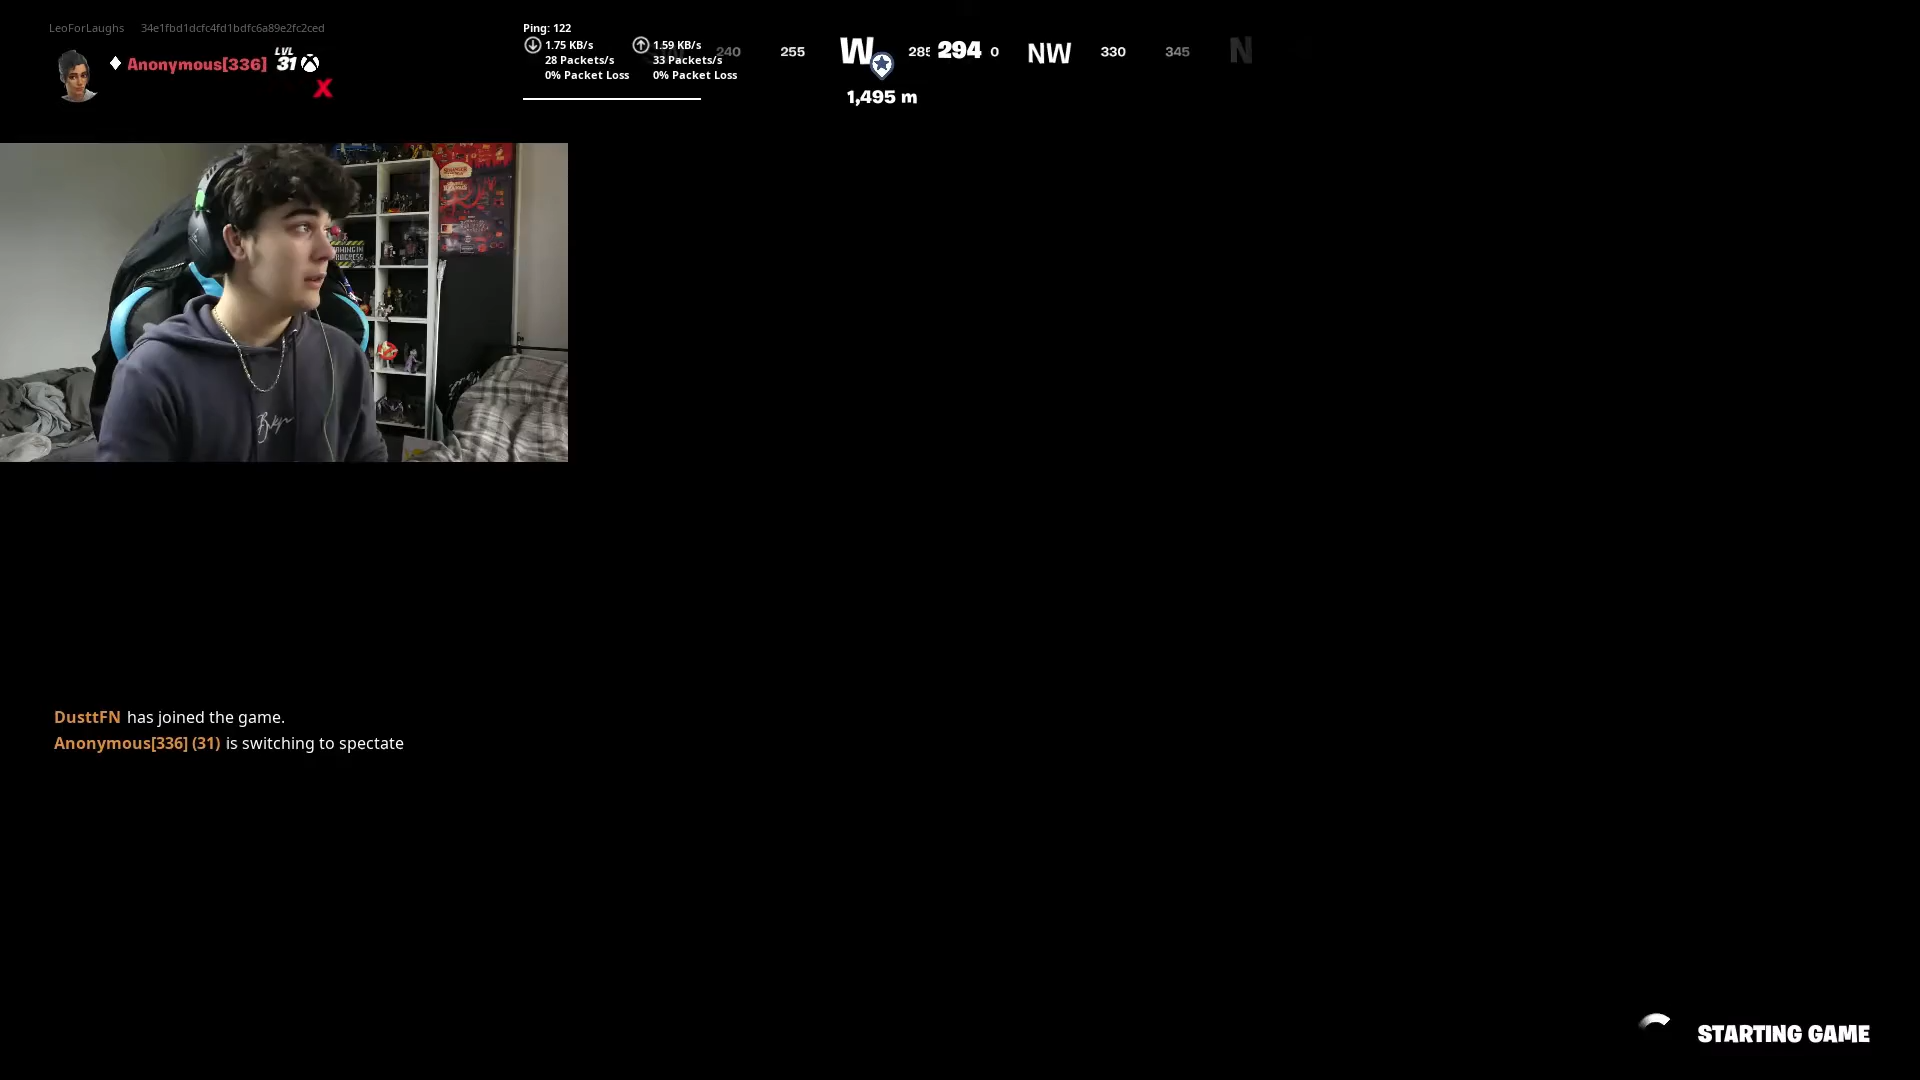 LeoForLaughs 34e1fbd1dcfc4fd1bdfc6a89e2fc2ced
Anonymous[336] LVL 31
X
Ping: 122
1.75 KB/s 1.59 KB/s
28 Packets/s 33 Packets/s
0% Packet Loss 0% Packet Loss
240 255 W 285 294 0 NW 330 345 N
1,495 m
DusttFN has joined the game.
Anonymous[336] (31) is switching to spectate
STARTING GAME